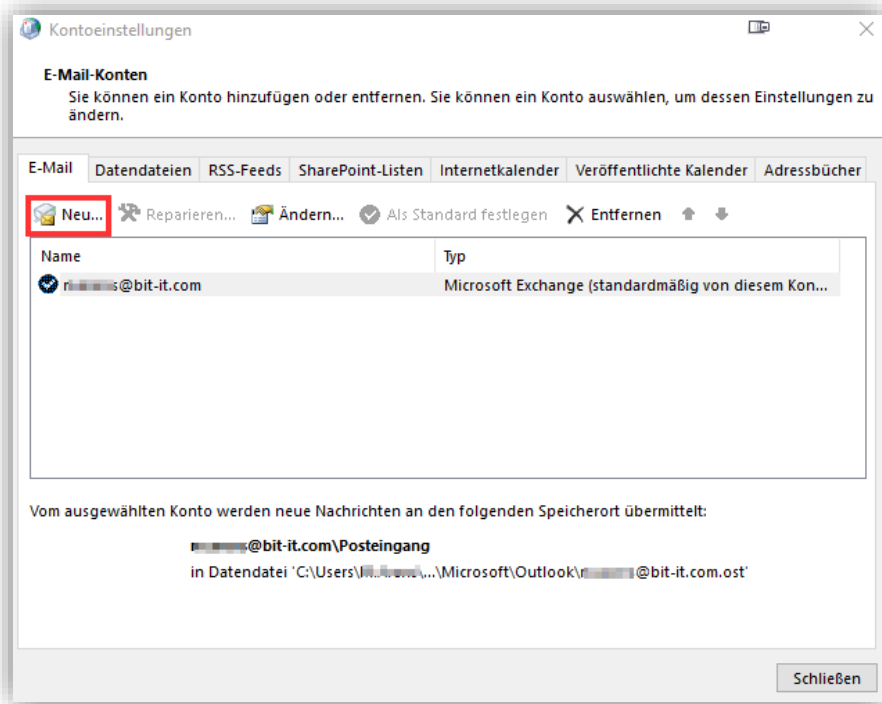 Kontoeinstellungen
E-Mail-Konten
Sie können ein Konto hinzufügen oder entfernen. Sie können ein Konto auswählen, um dessen Einstellungen zu
ändern.
E-Mail Datendateien RSS-Feeds SharePoint-Listen Internetkalender Veröffentlichte Kalender Adressbücher
Neu... Reparieren... Ändern... Als Standard festlegen Entfernen
Name Typ
s@bit-it.com Microsoft Exchange (standardmäßig von diesem Kon...
Vom ausgewählten Konto werden neue Nachrichten an den folgenden Speicherort übermittelt:
@bit-it.com\Posteingang
in Datendatei 'C:\Users\ \...\Microsoft\Outlook\ @bit-it.com.ost'
Schließen